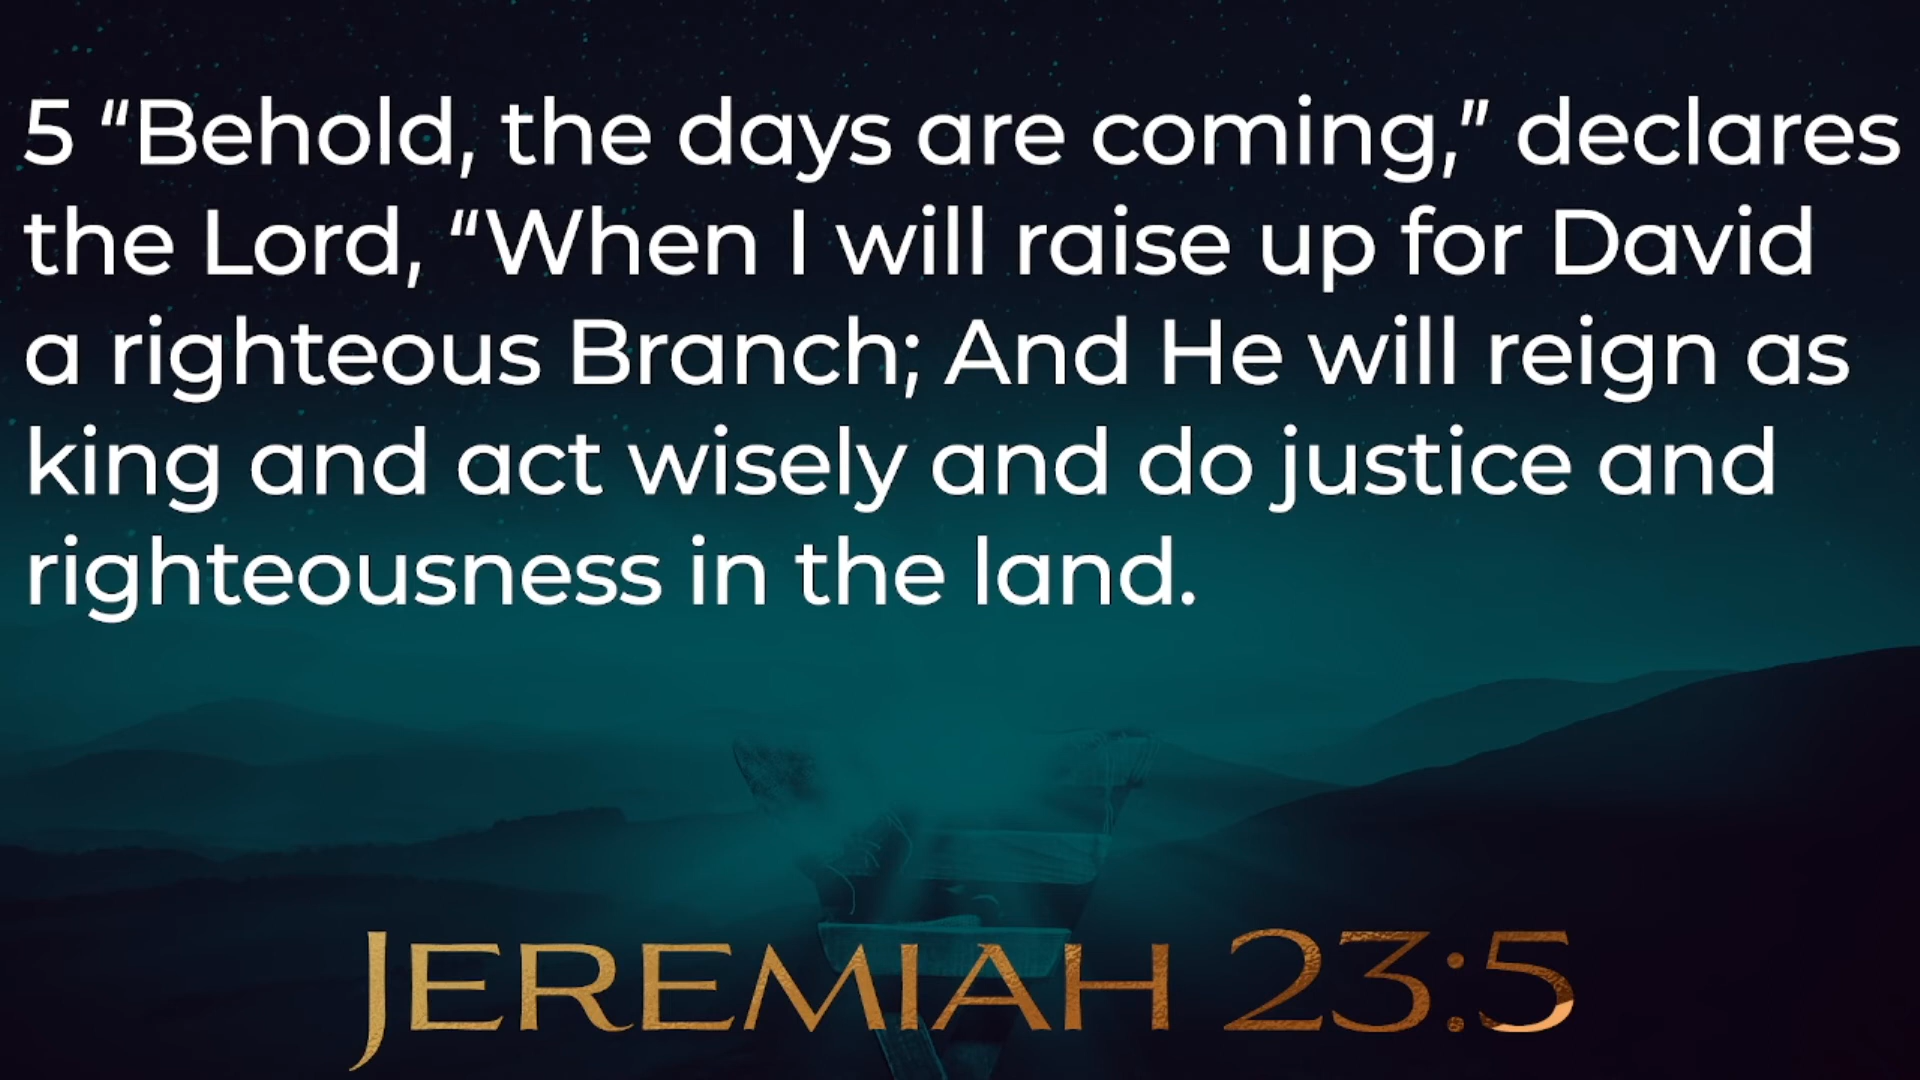 5 “Behold, the days are coming,” declares
the Lord, “When I will raise up for David
a righteous Branch; And He will reign as
king and act wisely and do justice and
righteousness in the land.
JEREMIAH 23:5